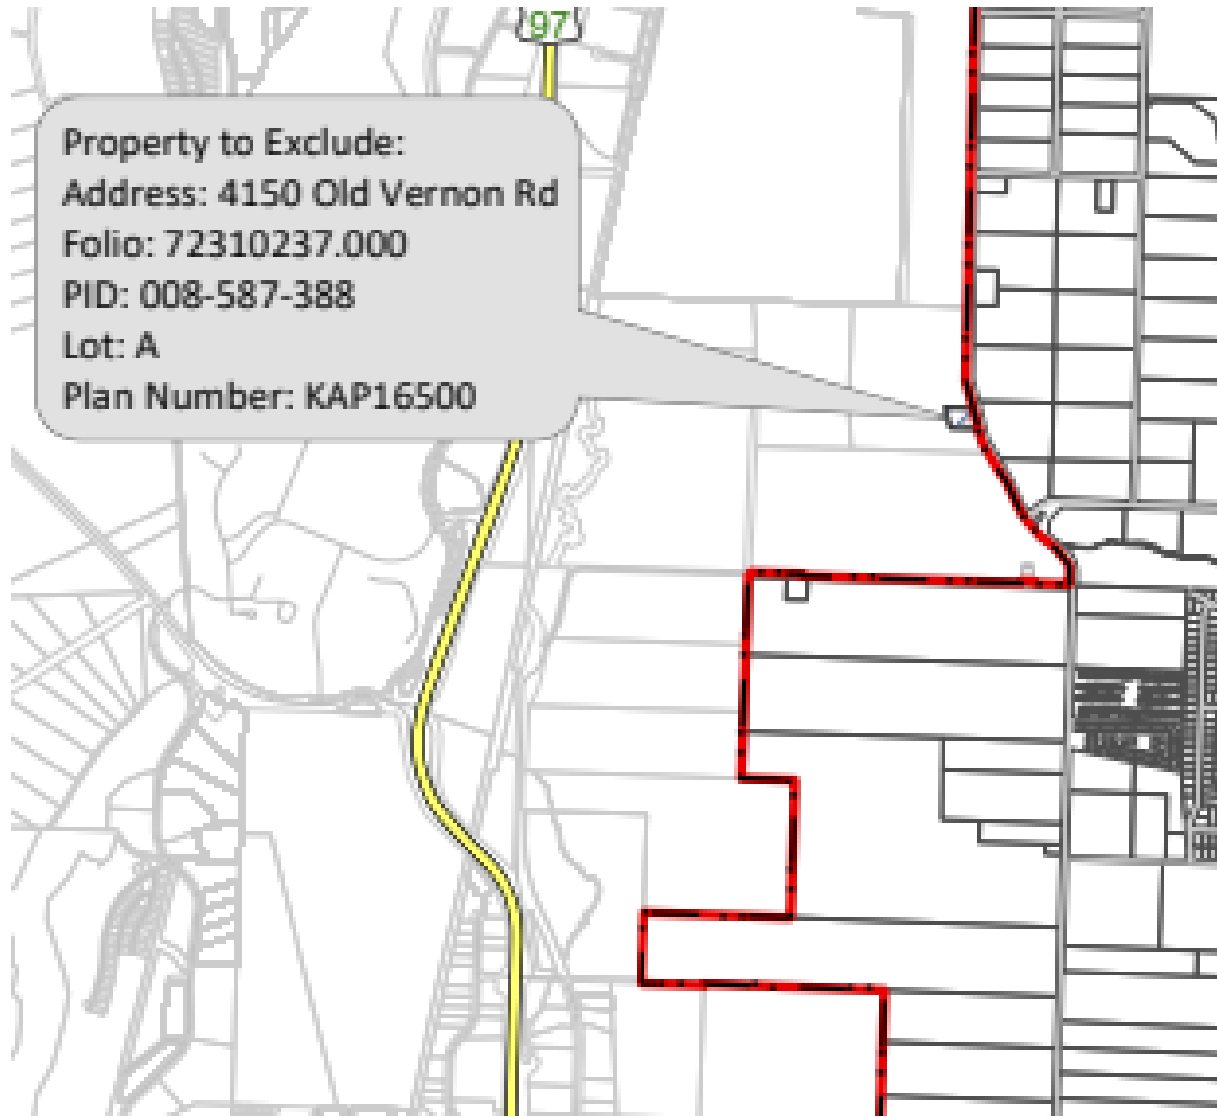 97
Property to Exclude:
Address: 4150 Old Vernon Rd
Folio: 72310237.000
PID: 008-587-388
Lot: A
Plan Number: KAP16500